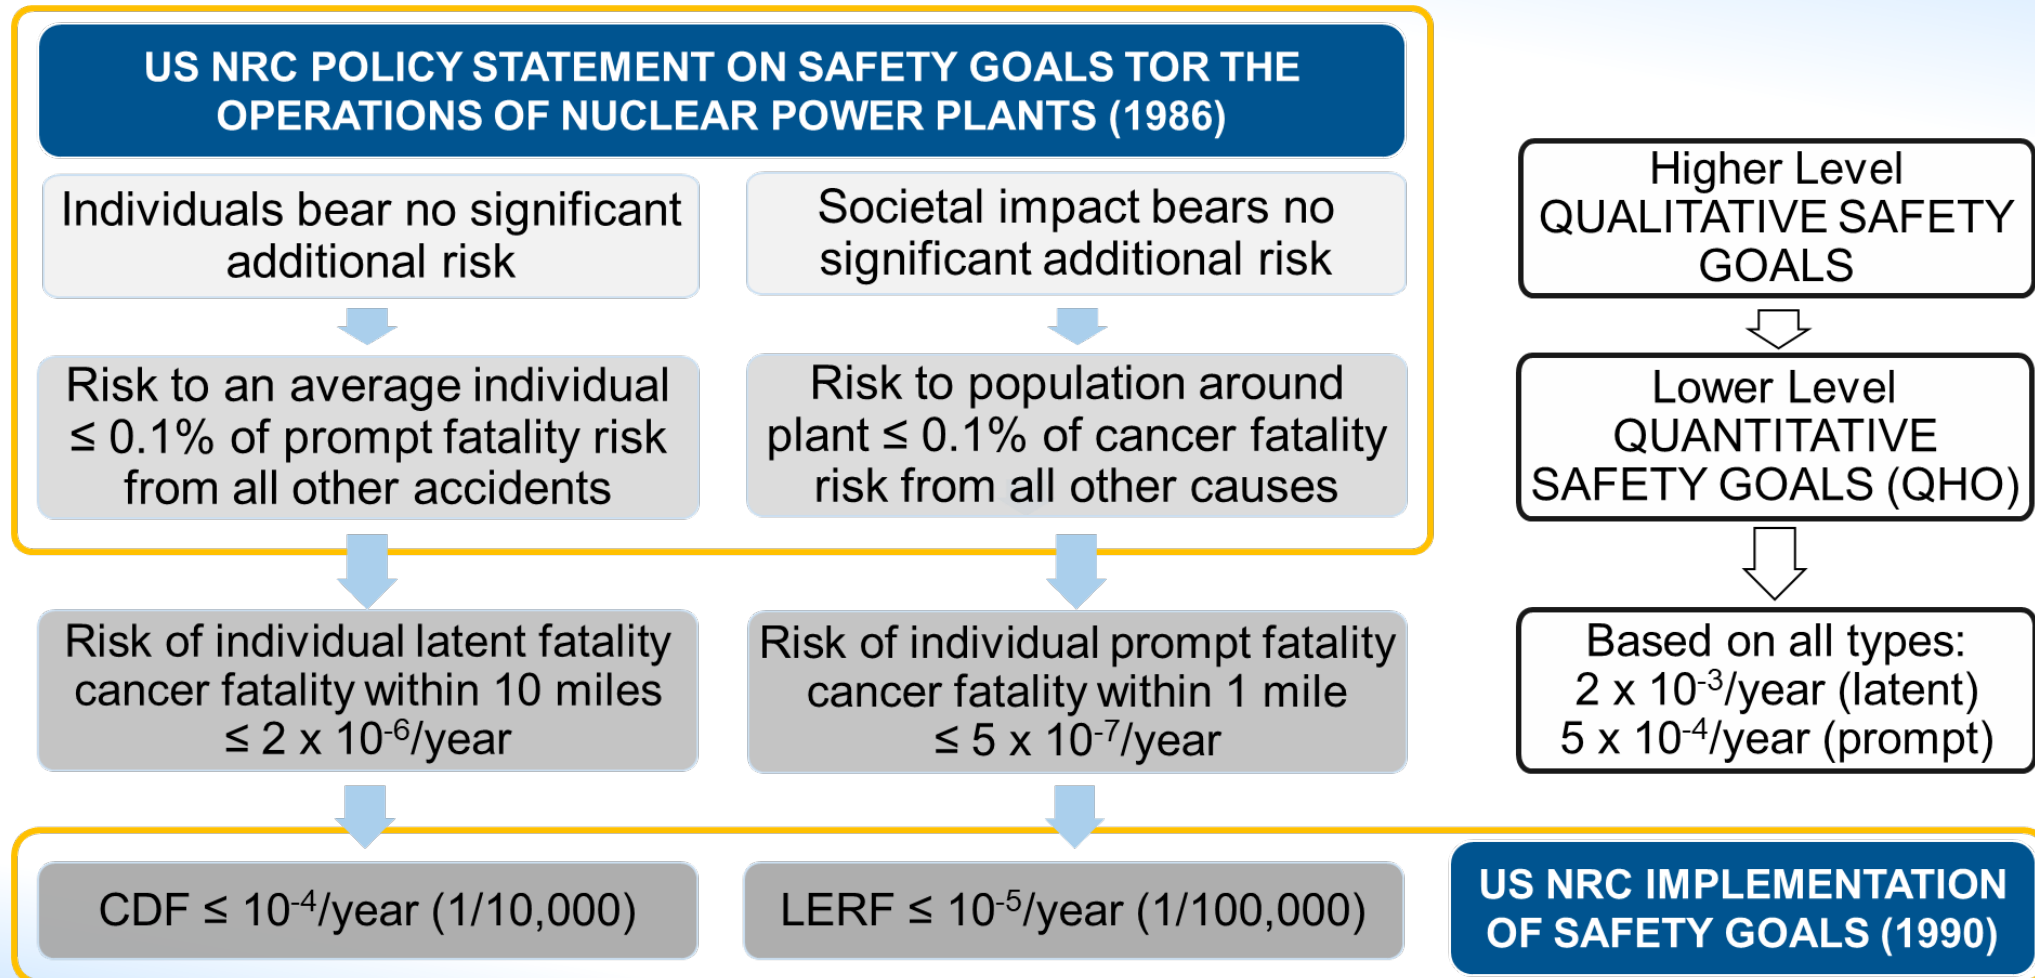 US NRC POLICY STATEMENT ON SAFETY GOALS TOR THE
OPERATIONS OF NUCLEAR POWER PLANTS (1986)
Individuals bear no significant
additional risk
Societal impact bears no
significant additional risk
Higher Level
QUALITATIVE SAFETY
GOALS
Risk to an average individual
≤ 0.1% of prompt fatality risk
from all other accidents
Risk to population around
plant ≤ 0.1% of cancer fatality
risk from all other causes
Lower Level
QUANTITATIVE
SAFETY GOALS (QHO)
Risk of individual latent fatality
cancer fatality within 10 miles
≤ 2 x 10⁻⁶/year
Risk of individual prompt fatality
cancer fatality within 1 mile
≤ 5 x 10⁻⁷/year
Based on all types:
2 x 10⁻³/year (latent)
5 x 10⁻⁴/year (prompt)
CDF ≤ 10⁻⁴/year (1/10,000)
LERF ≤ 10⁻⁵/year (1/100,000)
US NRC IMPLEMENTATION
OF SAFETY GOALS (1990)